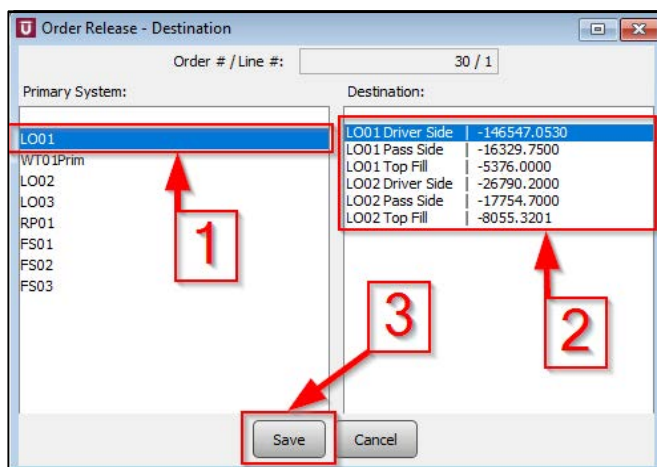 Order Release - Destination
Order # / Line #: 30 / 1
Primary System:
LO01
WT01Prim
LO02
LO03
RP01
FS01
FS02
FS03
Destination:
LO01 Driver Side | -146547.0530
LO01 Pass Side | -16329.7500
LO01 Top Fill | -5376.0000
LO02 Driver Side | -26790.2000
LO02 Pass Side | -17754.7000
LO02 Top Fill | -8055.3201
1
2
3
Save
Cancel